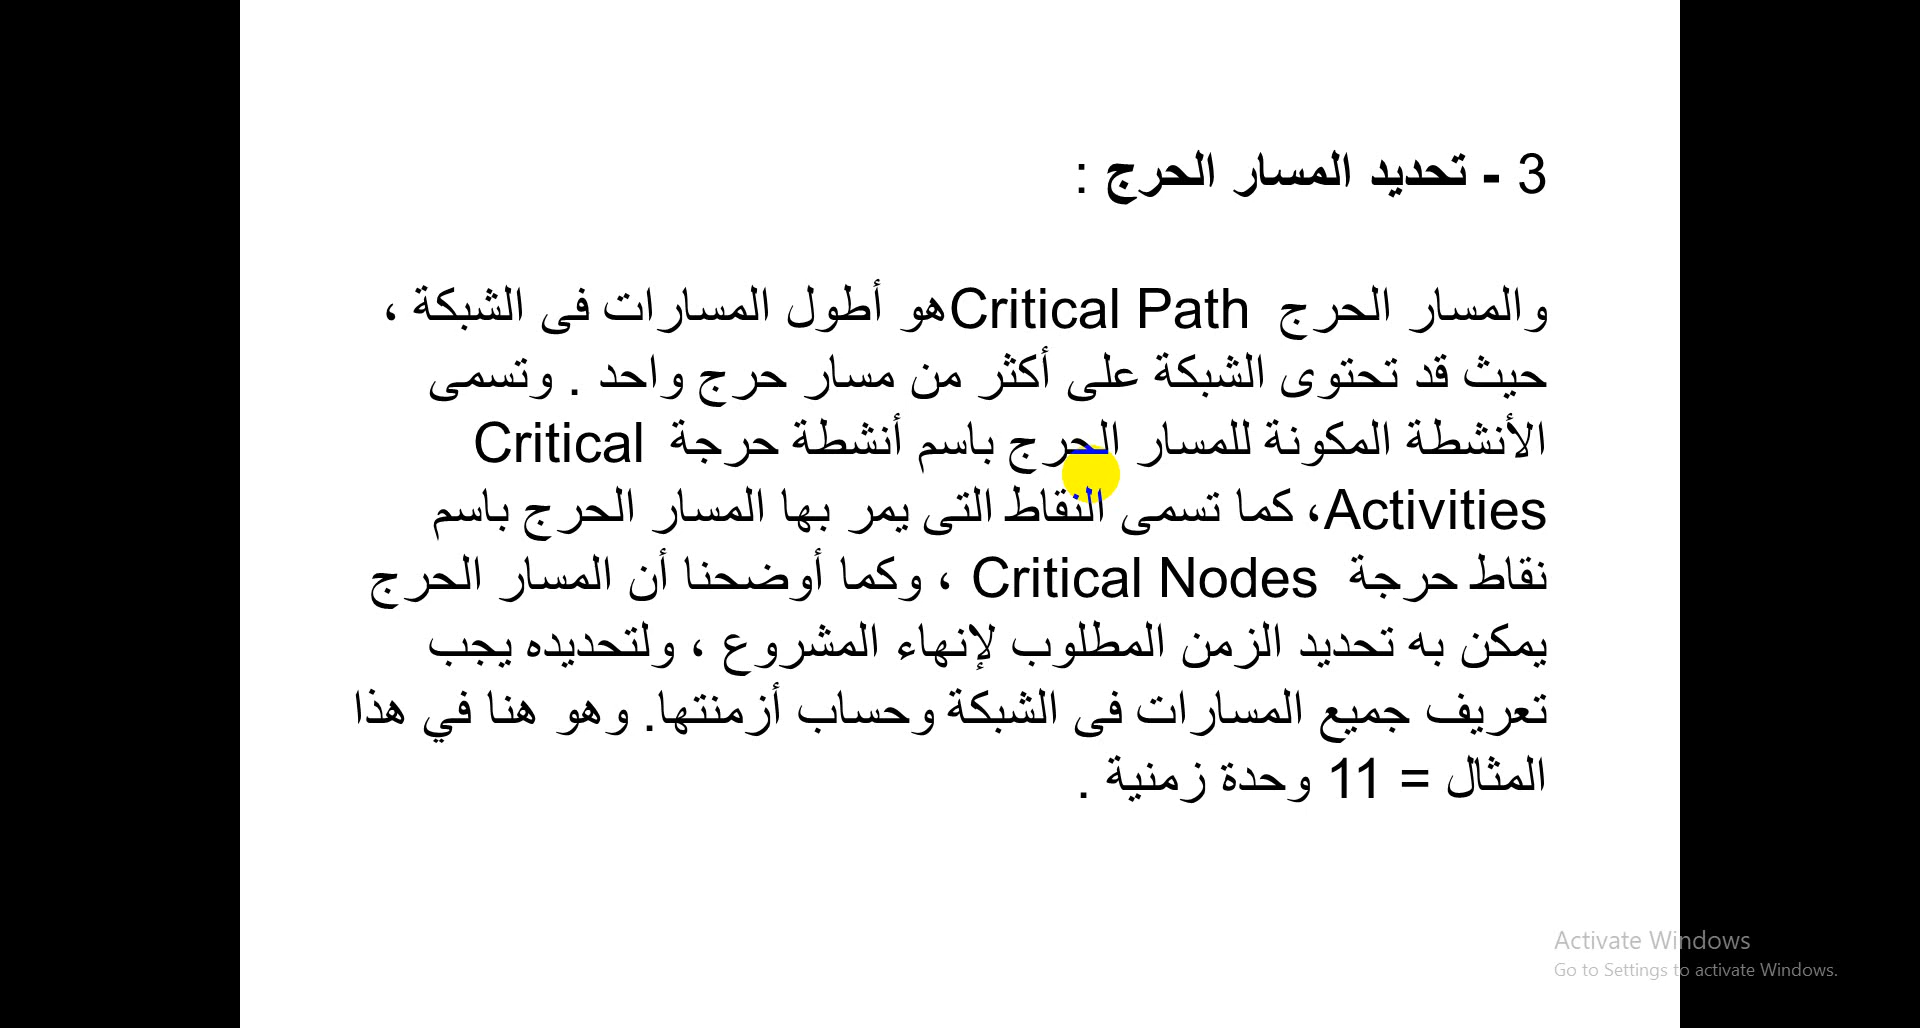 3 - تحديد المسار الحرج :
والمسار الحرج Critical Path هو أطول المسارات فى الشبكة ،
حيث قد تحتوى الشبكة على أكثر من مسار حرج واحد . وتسمى
الأنشطة المكونة للمسار الحرج باسم أنشطة حرجة Critical
Activities، كما تسمى النقاط التى يمر بها المسار الحرج باسم
نقاط حرجة Critical Nodes ، وكما أوضحنا أن المسار الحرج
يمكن به تحديد الزمن المطلوب لإنهاء المشروع ، ولتحديده يجب
تعريف جميع المسارات فى الشبكة وحساب أزمنتها. وهو هنا في هذا
المثال = 11 وحدة زمنية .
Activate Windows
Go to Settings to activate Windows.